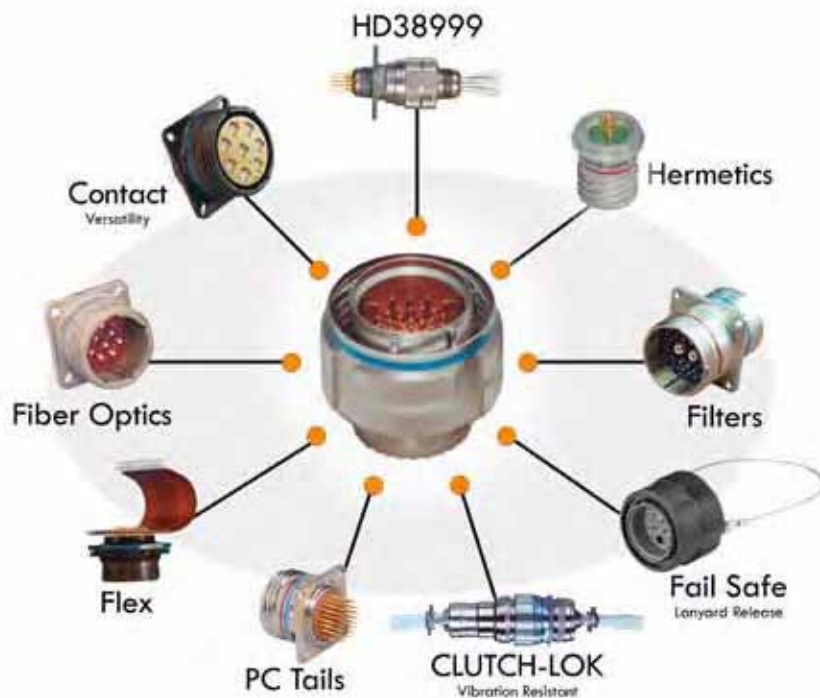 HD38999
Contact
Versatility
Hermetics
Fiber Optics
Filters
Flex
Fail Safe
Lanyard Release
PC Tails
CLUTCH-LOK
Vibration Resistant